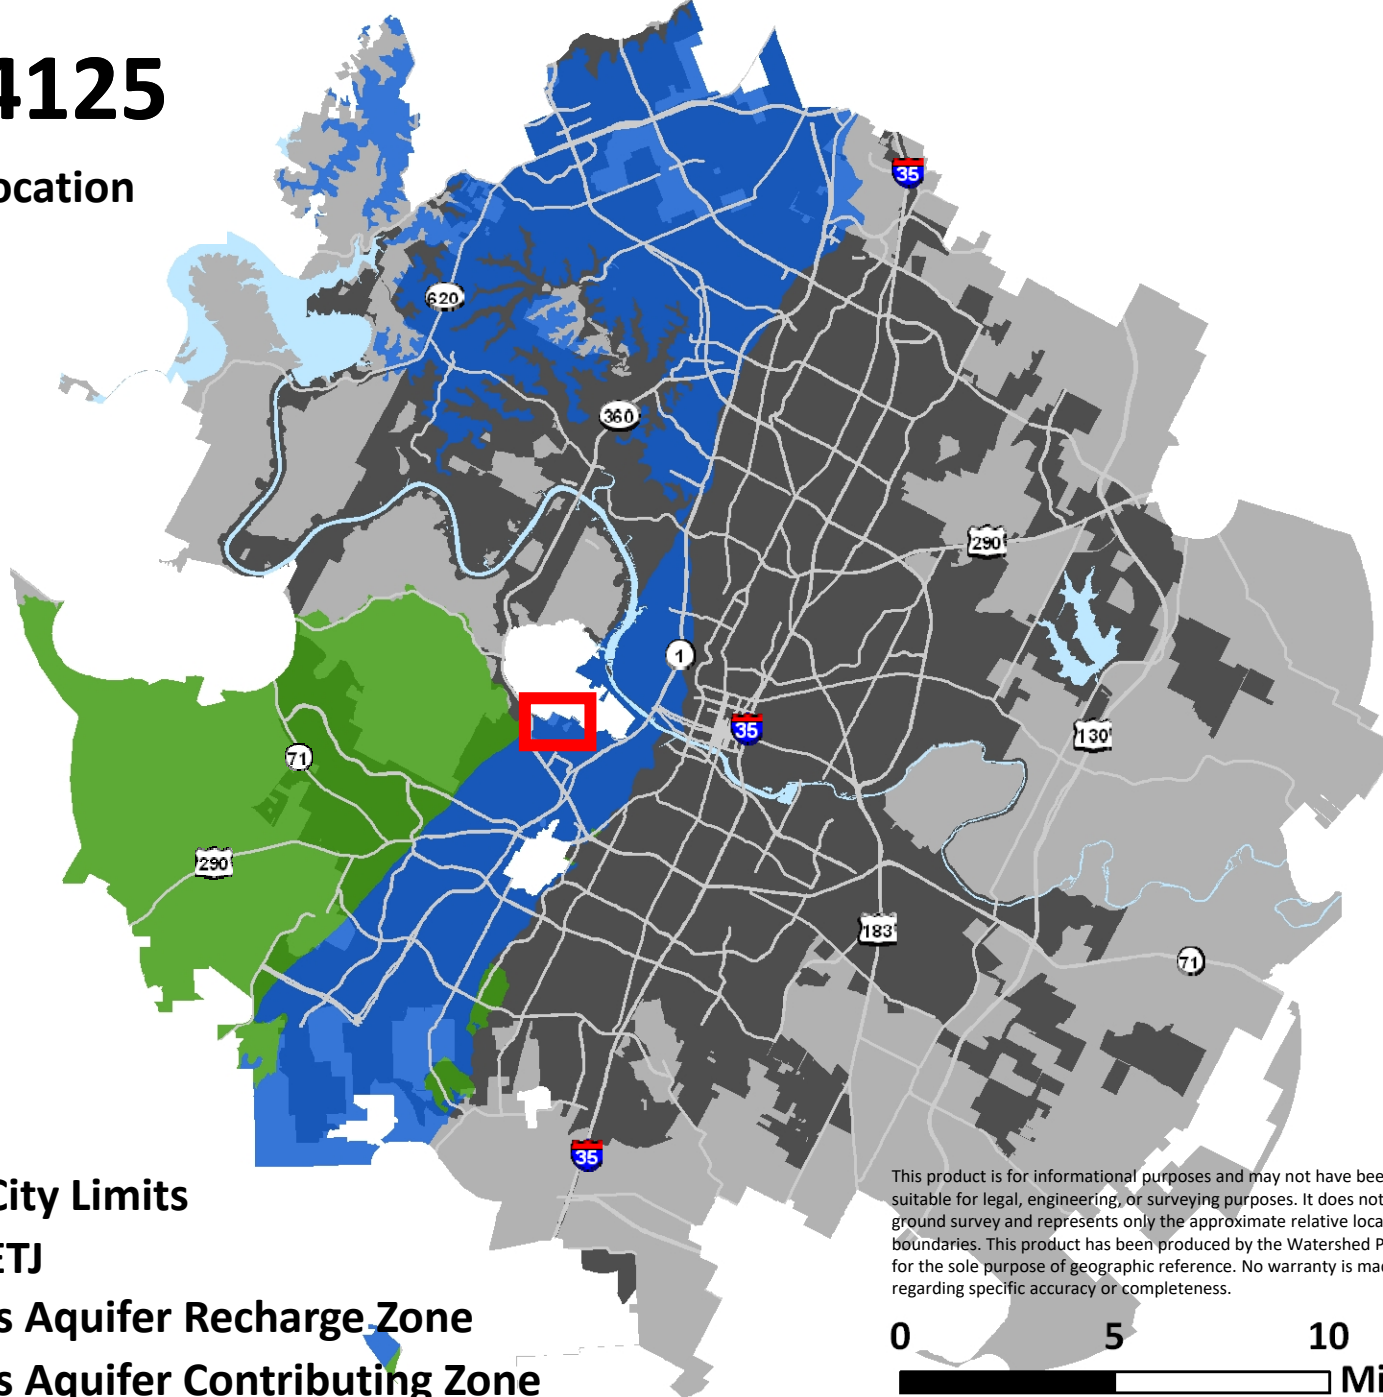 4125
ocation
35
620
360
290
1
35
130
71
290
183
71
35
City Limits
ETJ
s Aquifer Recharge Zone
s Aquifer Contributing Zone
This product is for informational purposes and may not have bee
suitable for legal, engineering, or surveying purposes. It does not
ground survey and represents only the approximate relative loca
boundaries. This product has been produced by the Watershed P
for the sole purpose of geographic reference. No warranty is ma
regarding specific accuracy or completeness.
0 5 10
Mi